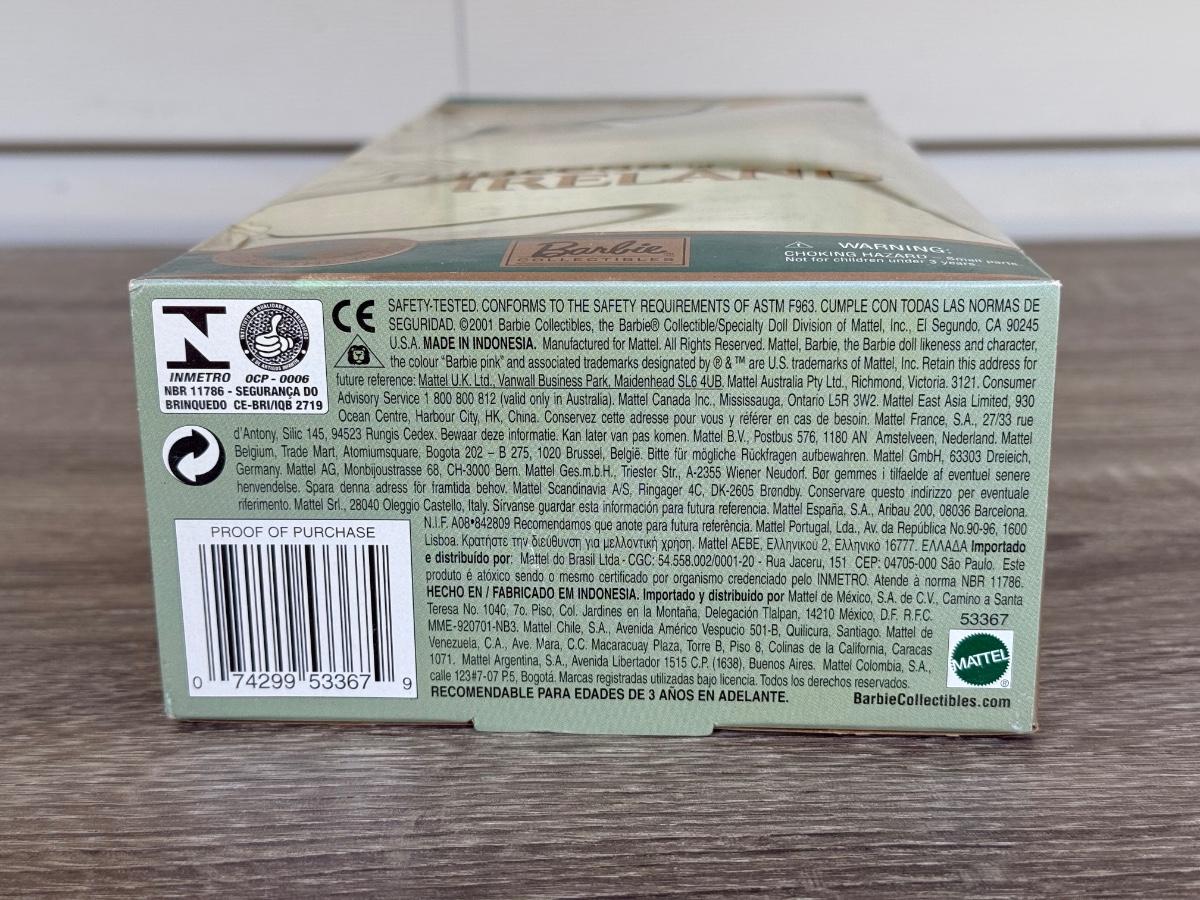 IRELAND
Barbie
COLLECTIBLES
WARNING:
CHOKING HAZARD - Small parts.
Not for children under 3 years.
INMETRO OCP - 0006
NBR 11786 - SEGURANÇA DO
BRINQUEDO CE-BRI/IQB 2719
CE SAFETY-TESTED. CONFORMS TO THE SAFETY REQUIREMENTS OF ASTM F963. CUMPLE CON TODAS LAS NORMAS DE
SEGURIDAD. ©2001 Barbie Collectibles, the Barbie® Collectible/Specialty Doll Division of Mattel, Inc., El Segundo, CA 90245
U.S.A. MADE IN INDONESIA. Manufactured for Mattel. All Rights Reserved. Mattel, Barbie, the Barbie doll likeness and character,
the colour "Barbie pink" and associated trademarks designated by ® & ™ are U.S. trademarks of Mattel, Inc. Retain this address for
future reference: Mattel U.K. Ltd., Vanwall Business Park, Maidenhead SL6 4UB. Mattel Australia Pty Ltd., Richmond, Victoria. 3121. Consumer
Advisory Service 1 800 800 812 (valid only in Australia). Mattel Canada Inc., Mississauga, Ontario L5R 3W2. Mattel East Asia Limited, 930
Ocean Centre, Harbour City, HK, China. Conservez cette adresse pour vous y référer en cas de besoin. Mattel France, S.A., 27/33 rue
d'Antony, Silic 145, 94523 Rungis Cedex. Bewaar deze informatie. Kan later van pas komen. Mattel B.V., Postbus 576, 1180 AN Amstelveen, Nederland. Mattel
Belgium, Trade Mart, Atomiumsquare, Bogota 202 – B 275, 1020 Brussel, België. Bitte für mögliche Rückfragen aufbewahren. Mattel GmbH, 63303 Dreieich,
Germany. Mattel AG, Monbijoustrasse 68, CH-3000 Bern. Mattel Ges.m.b.H., Triester Str., A-2355 Wiener Neudorf. Bør gemmes i tilfaelde af eventuel senere
henvendelse. Spara denna adress för framtida behov. Mattel Scandinavia A/S, Ringager 4C, DK-2605 Brøndby. Conservare questo indirizzo per eventuale
riferimento. Mattel Srl., 28040 Oleggio Castello, Italy. Sírvanse guardar esta información para futura referencia. Mattel España, S.A., Aribau 200, 08036 Barcelona.
N.I.F. A08•842809 Recomendamos que anote para futura referência. Mattel Portugal, Lda., Av. da República No.90-96, 1600
Lisboa. Κρατήστε την διεύθυνση για μελλοντική χρήση. Mattel AEBE, Ελληνικού 2, Ελληνικό 16777. ΕΛΛΑΔΑ Importado
e distribuído por: Mattel do Brasil Ltda - CGC: 54.558.002/0001-20 - Rua Jaceru, 151 CEP: 04705-000 São Paulo. Este
produto é atóxico sendo o mesmo certificado por organismo credenciado pelo INMETRO. Atende à norma NBR 11786.
HECHO EN / FABRICADO EM INDONESIA. Importado y distribuido por Mattel de México, S.A. de C.V., Camino a Santa
Teresa No. 1040, 7o. Piso, Col. Jardines en la Montaña, Delegación Tlalpan, 14210 México, D.F. R.F.C.
MME-920701-NB3. Mattel Chile, S.A., Avenida Américo Vespucio 501-B, Quilicura, Santiago. Mattel de
Venezuela, C.A., Ave. Mara, C.C. Macaracuay Plaza, Torre B, Piso 8, Colinas de la California, Caracas
1071. Mattel Argentina, S.A., Avenida Libertador 1515 C.P. (1638), Buenos Aires. Mattel Colombia, S.A.,
calle 123#7-07 P.5, Bogotá. Marcas registradas utilizadas bajo licencia. Todos los derechos reservados.
RECOMENDABLE PARA EDADES DE 3 AÑOS EN ADELANTE.
PROOF OF PURCHASE
0 74299 53367 9
53367
MATTEL ®
BarbieCollectibles.com